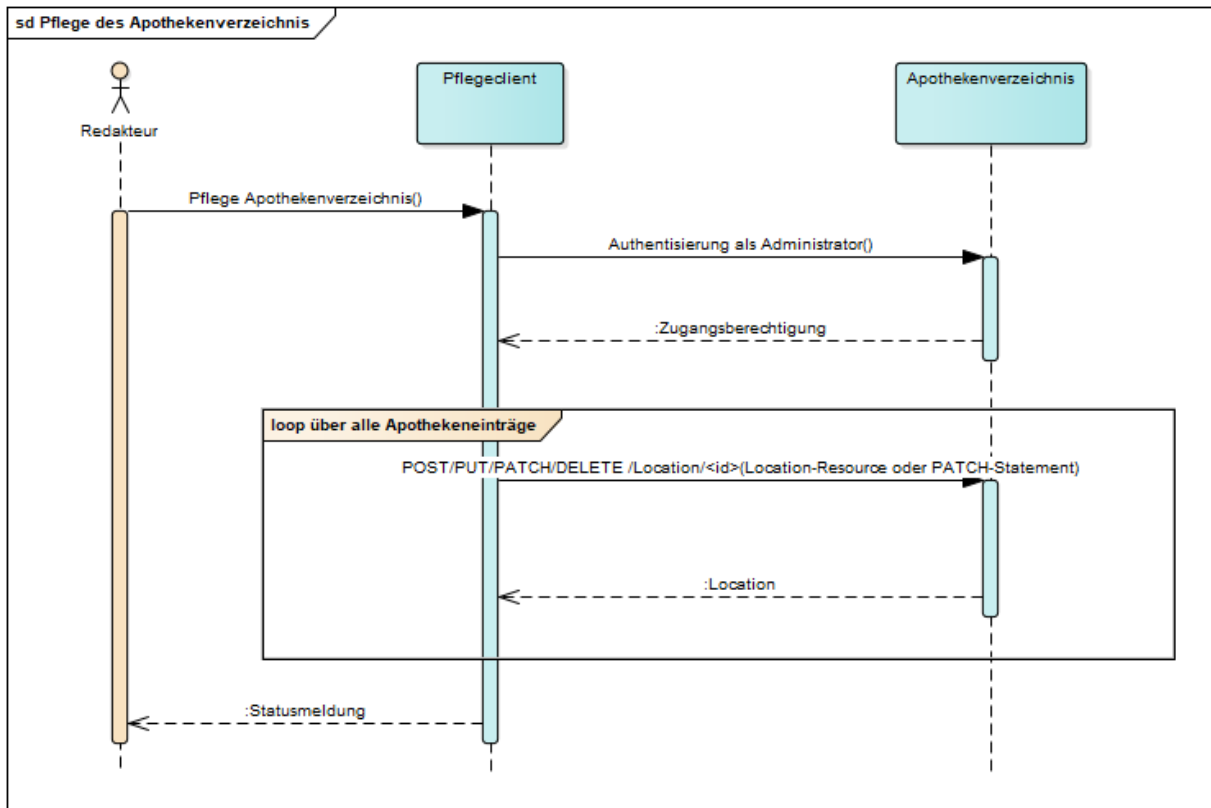 sd Pflege des Apothekenverzeichnis
Redakteur
Pflegeclient
Apothekenverzeichnis
Pflege Apothekenverzeichnis()
Authentisierung als Administrator()
:Zugangsberechtigung
loop über alle Apothekeneinträge
POST/PUT/PATCH/DELETE /Location/<id>(Location-Resource oder PATCH-Statement)
:Location
:Statusmeldung